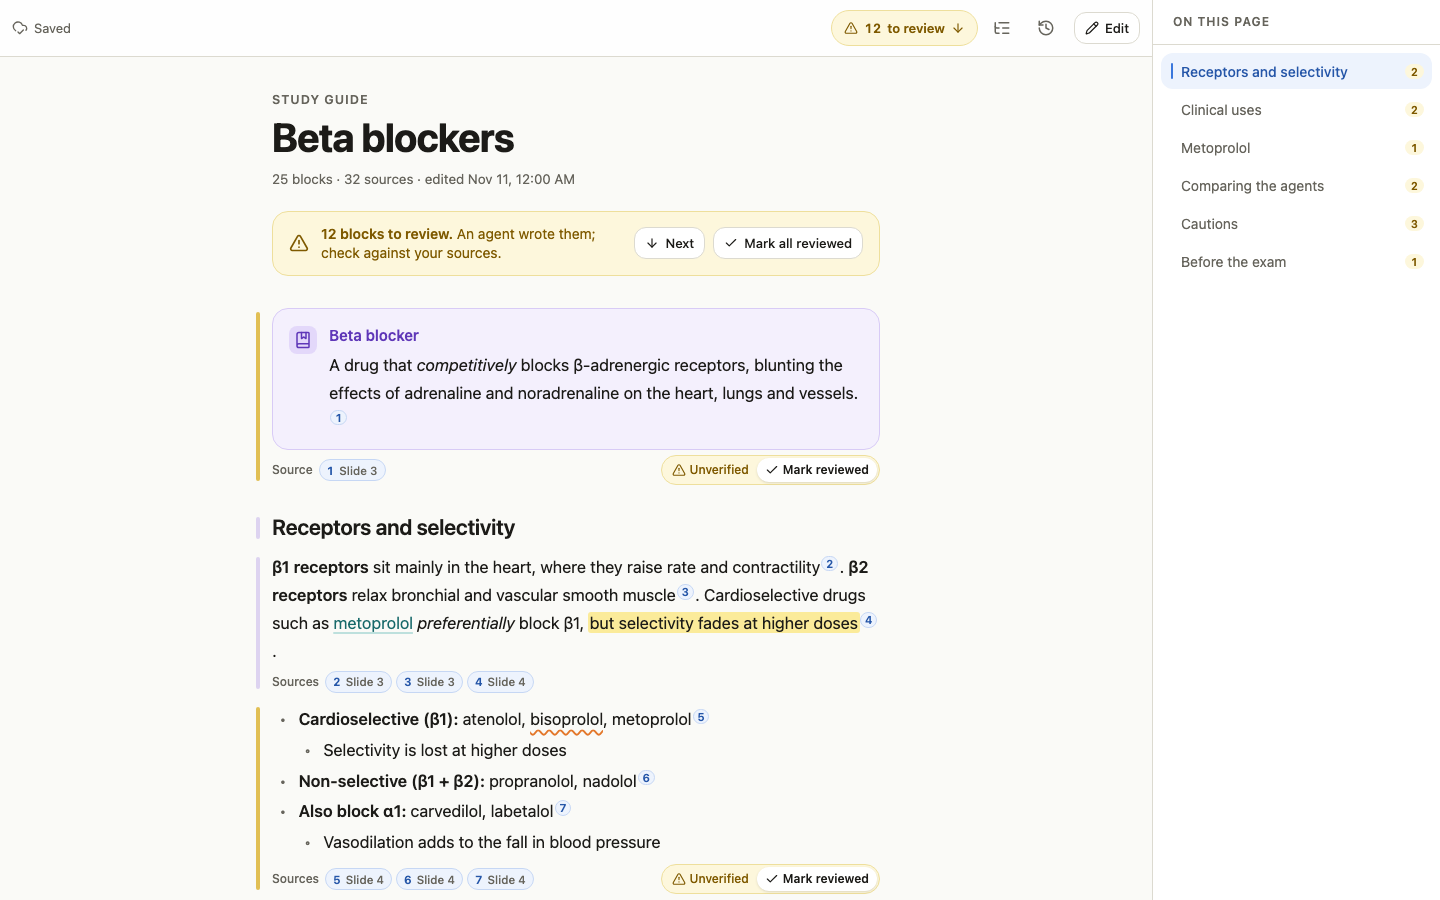 Saved
12 to review
Edit
ON THIS PAGE
Receptors and selectivity 2
Clinical uses 2
Metoprolol 1
Comparing the agents 2
Cautions 3
Before the exam 1
STUDY GUIDE
Beta blockers
25 blocks · 32 sources · edited Nov 11, 12:00 AM
12 blocks to review. An agent wrote them;
check against your sources.
Next
Mark all reviewed
Beta blocker
A drug that competitively blocks β-adrenergic receptors, blunting the
effects of adrenaline and noradrenaline on the heart, lungs and vessels.
1
Source 1 Slide 3
Unverified Mark reviewed
Receptors and selectivity
β1 receptors sit mainly in the heart, where they raise rate and contractility 2 . β2
receptors relax bronchial and vascular smooth muscle 3 . Cardioselective drugs
such as metoprolol preferentially block β1, but selectivity fades at higher doses 4
.
Sources 2 Slide 3 3 Slide 3 4 Slide 4
• Cardioselective (β1): atenolol, bisoprolol, metoprolol 5
• Selectivity is lost at higher doses
• Non-selective (β1 + β2): propranolol, nadolol 6
• Also block α1: carvedilol, labetalol 7
• Vasodilation adds to the fall in blood pressure
Sources 5 Slide 4 6 Slide 4 7 Slide 4
Unverified Mark reviewed